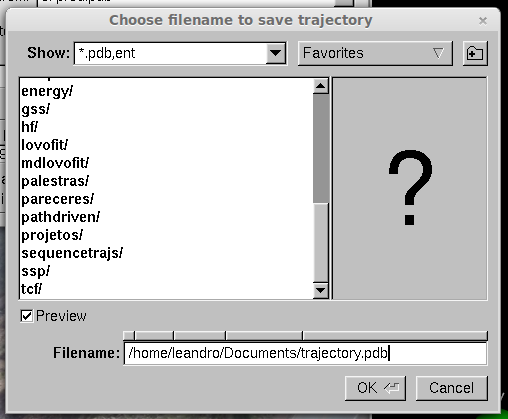 Choose filename to save trajectory
Show: *.pdb,ent Favorites
energy/
gss/
hf/
lovofit/
mdlovofit/
palestras/
pareceres/
pathdriven/
projetos/
sequencetrajs/
ssp/
tcf/
?
Preview
Filename: /home/leandro/Documents/trajectory.pdb
OK Cancel